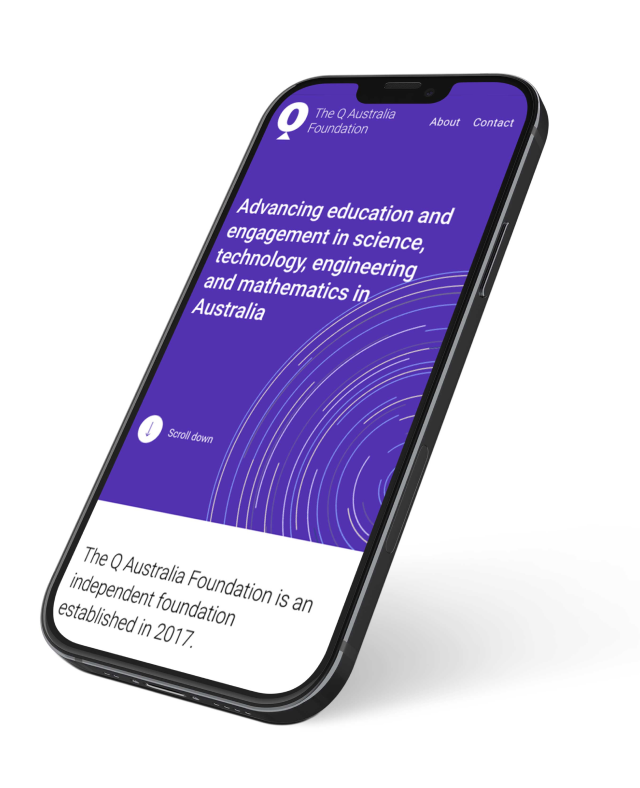 The Q Australia
Foundation
About Contact
Advancing education and
engagement in science,
technology, engineering
and mathematics in
Australia
Scroll down
The Q Australia Foundation is an
independent foundation
established in 2017.